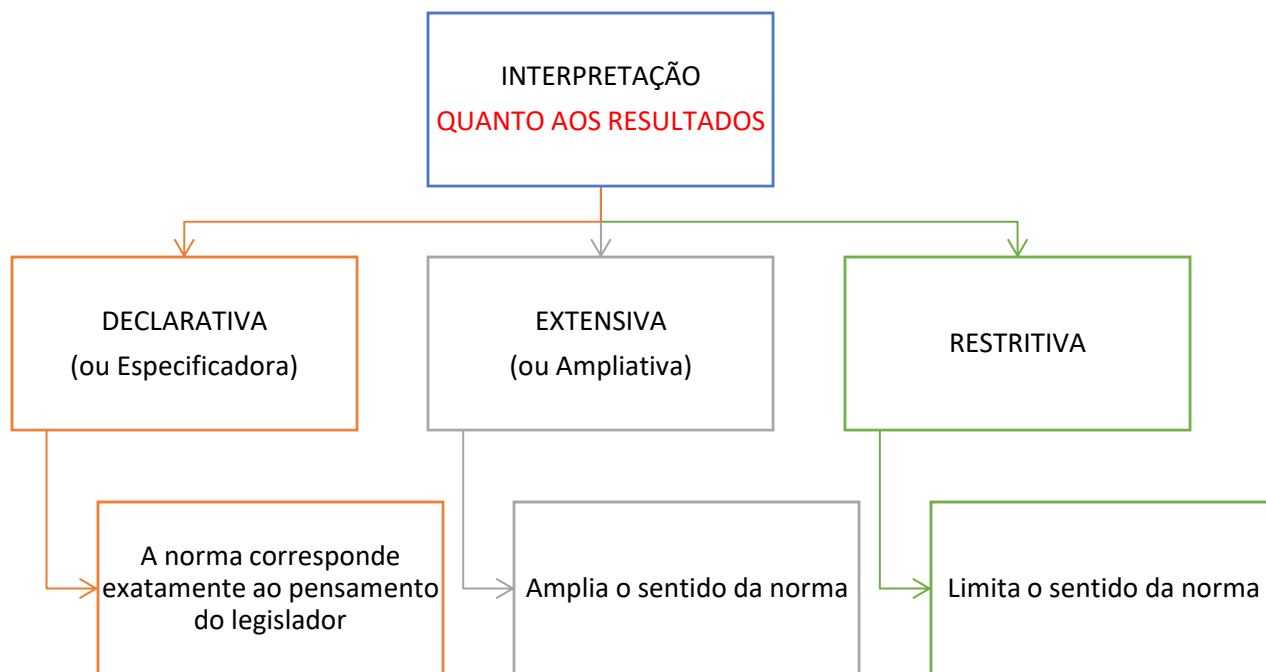 INTERPRETAÇÃO
QUANTO AOS RESULTADOS
DECLARATIVA
(ou Especificadora)
EXTENSIVA
(ou Ampliativa)
RESTRITIVA
A norma corresponde
exatamente ao pensamento
do legislador
Amplia o sentido da norma
Limita o sentido da norma